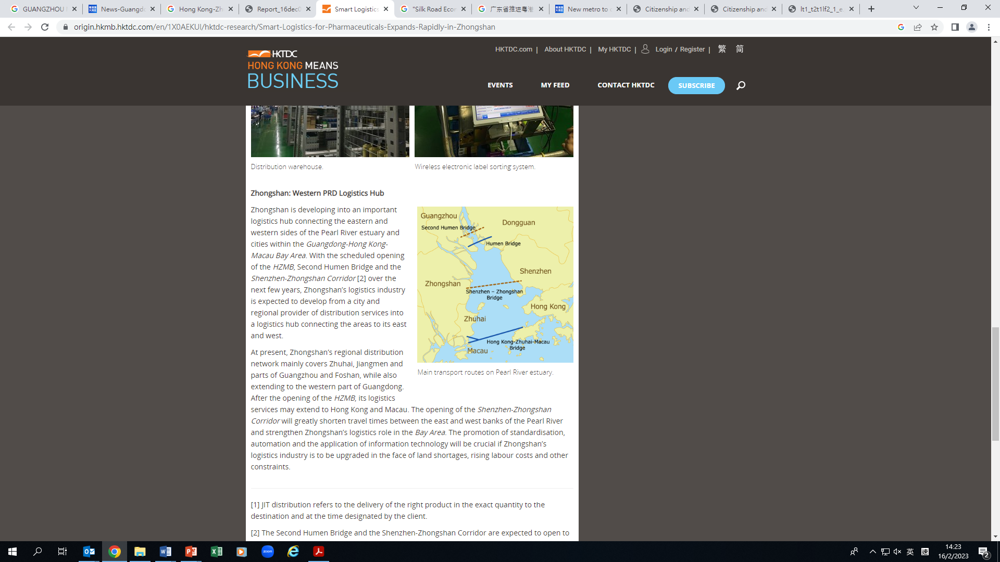 GUANGZHOU
News-Guangd
Hong Kong-Zh
Report_16dec0
Smart Logistics
"Silk Road Econ
广东省推进粤港
New metro to c
Citizenship and
Citizenship and
lt1_t2t1lf2_1_e
origin.hkmb.hktdc.com/en/1X0AEKUI/hktdc-research/Smart-Logistics-for-Pharmaceuticals-Expands-Rapidly-in-Zhongshan
HKTDC.com | About HKTDC | My HKTDC | Login / Register | 繁 简
HKTDC
HONG KONG MEANS
BUSINESS
EVENTS MY FEED CONTACT HKTDC SUBSCRIBE
Distribution warehouse.
Wireless electronic label sorting system.
Zhongshan: Western PRD Logistics Hub
Zhongshan is developing into an important
logistics hub connecting the eastern and
western sides of the Pearl River estuary and
cities within the Guangdong-Hong Kong-
Macau Bay Area. With the scheduled opening
of the HZMB, Second Humen Bridge and the
Shenzhen-Zhongshan Corridor [2] over the
next few years, Zhongshan's logistics industry
is expected to develop from a city and
regional provider of distribution services into
a logistics hub connecting the areas to its east
and west.
Guangzhou
Dongguan
Second Humen Bridge
Humen Bridge
Shenzhen
Zhongshan
Shenzhen – Zhongshan
Bridge
Hong Kong
Zhuhai
Hong Kong-Zhuhai-Macau
Bridge
Macau
Main transport routes on Pearl River estuary.
At present, Zhongshan's regional distribution
network mainly covers Zhuhai, Jiangmen and
parts of Guangzhou and Foshan, while also
extending to the western part of Guangdong.
After the opening of the HZMB, its logistics
services may extend to Hong Kong and Macau. The opening of the Shenzhen-Zhongshan
Corridor will greatly shorten travel times between the east and west banks of the Pearl River
and strengthen Zhongshan's logistics role in the Bay Area. The promotion of standardisation,
automation and the application of information technology will be crucial if Zhongshan's
logistics industry is to be upgraded in the face of land shortages, rising labour costs and other
constraints.
[1] JIT distribution refers to the delivery of the right product in the exact quantity to the
destination and at the time designated by the client.
[2] The Second Humen Bridge and the Shenzhen-Zhongshan Corridor are expected to open to
zoom
英
14:23
16/2/2023
2